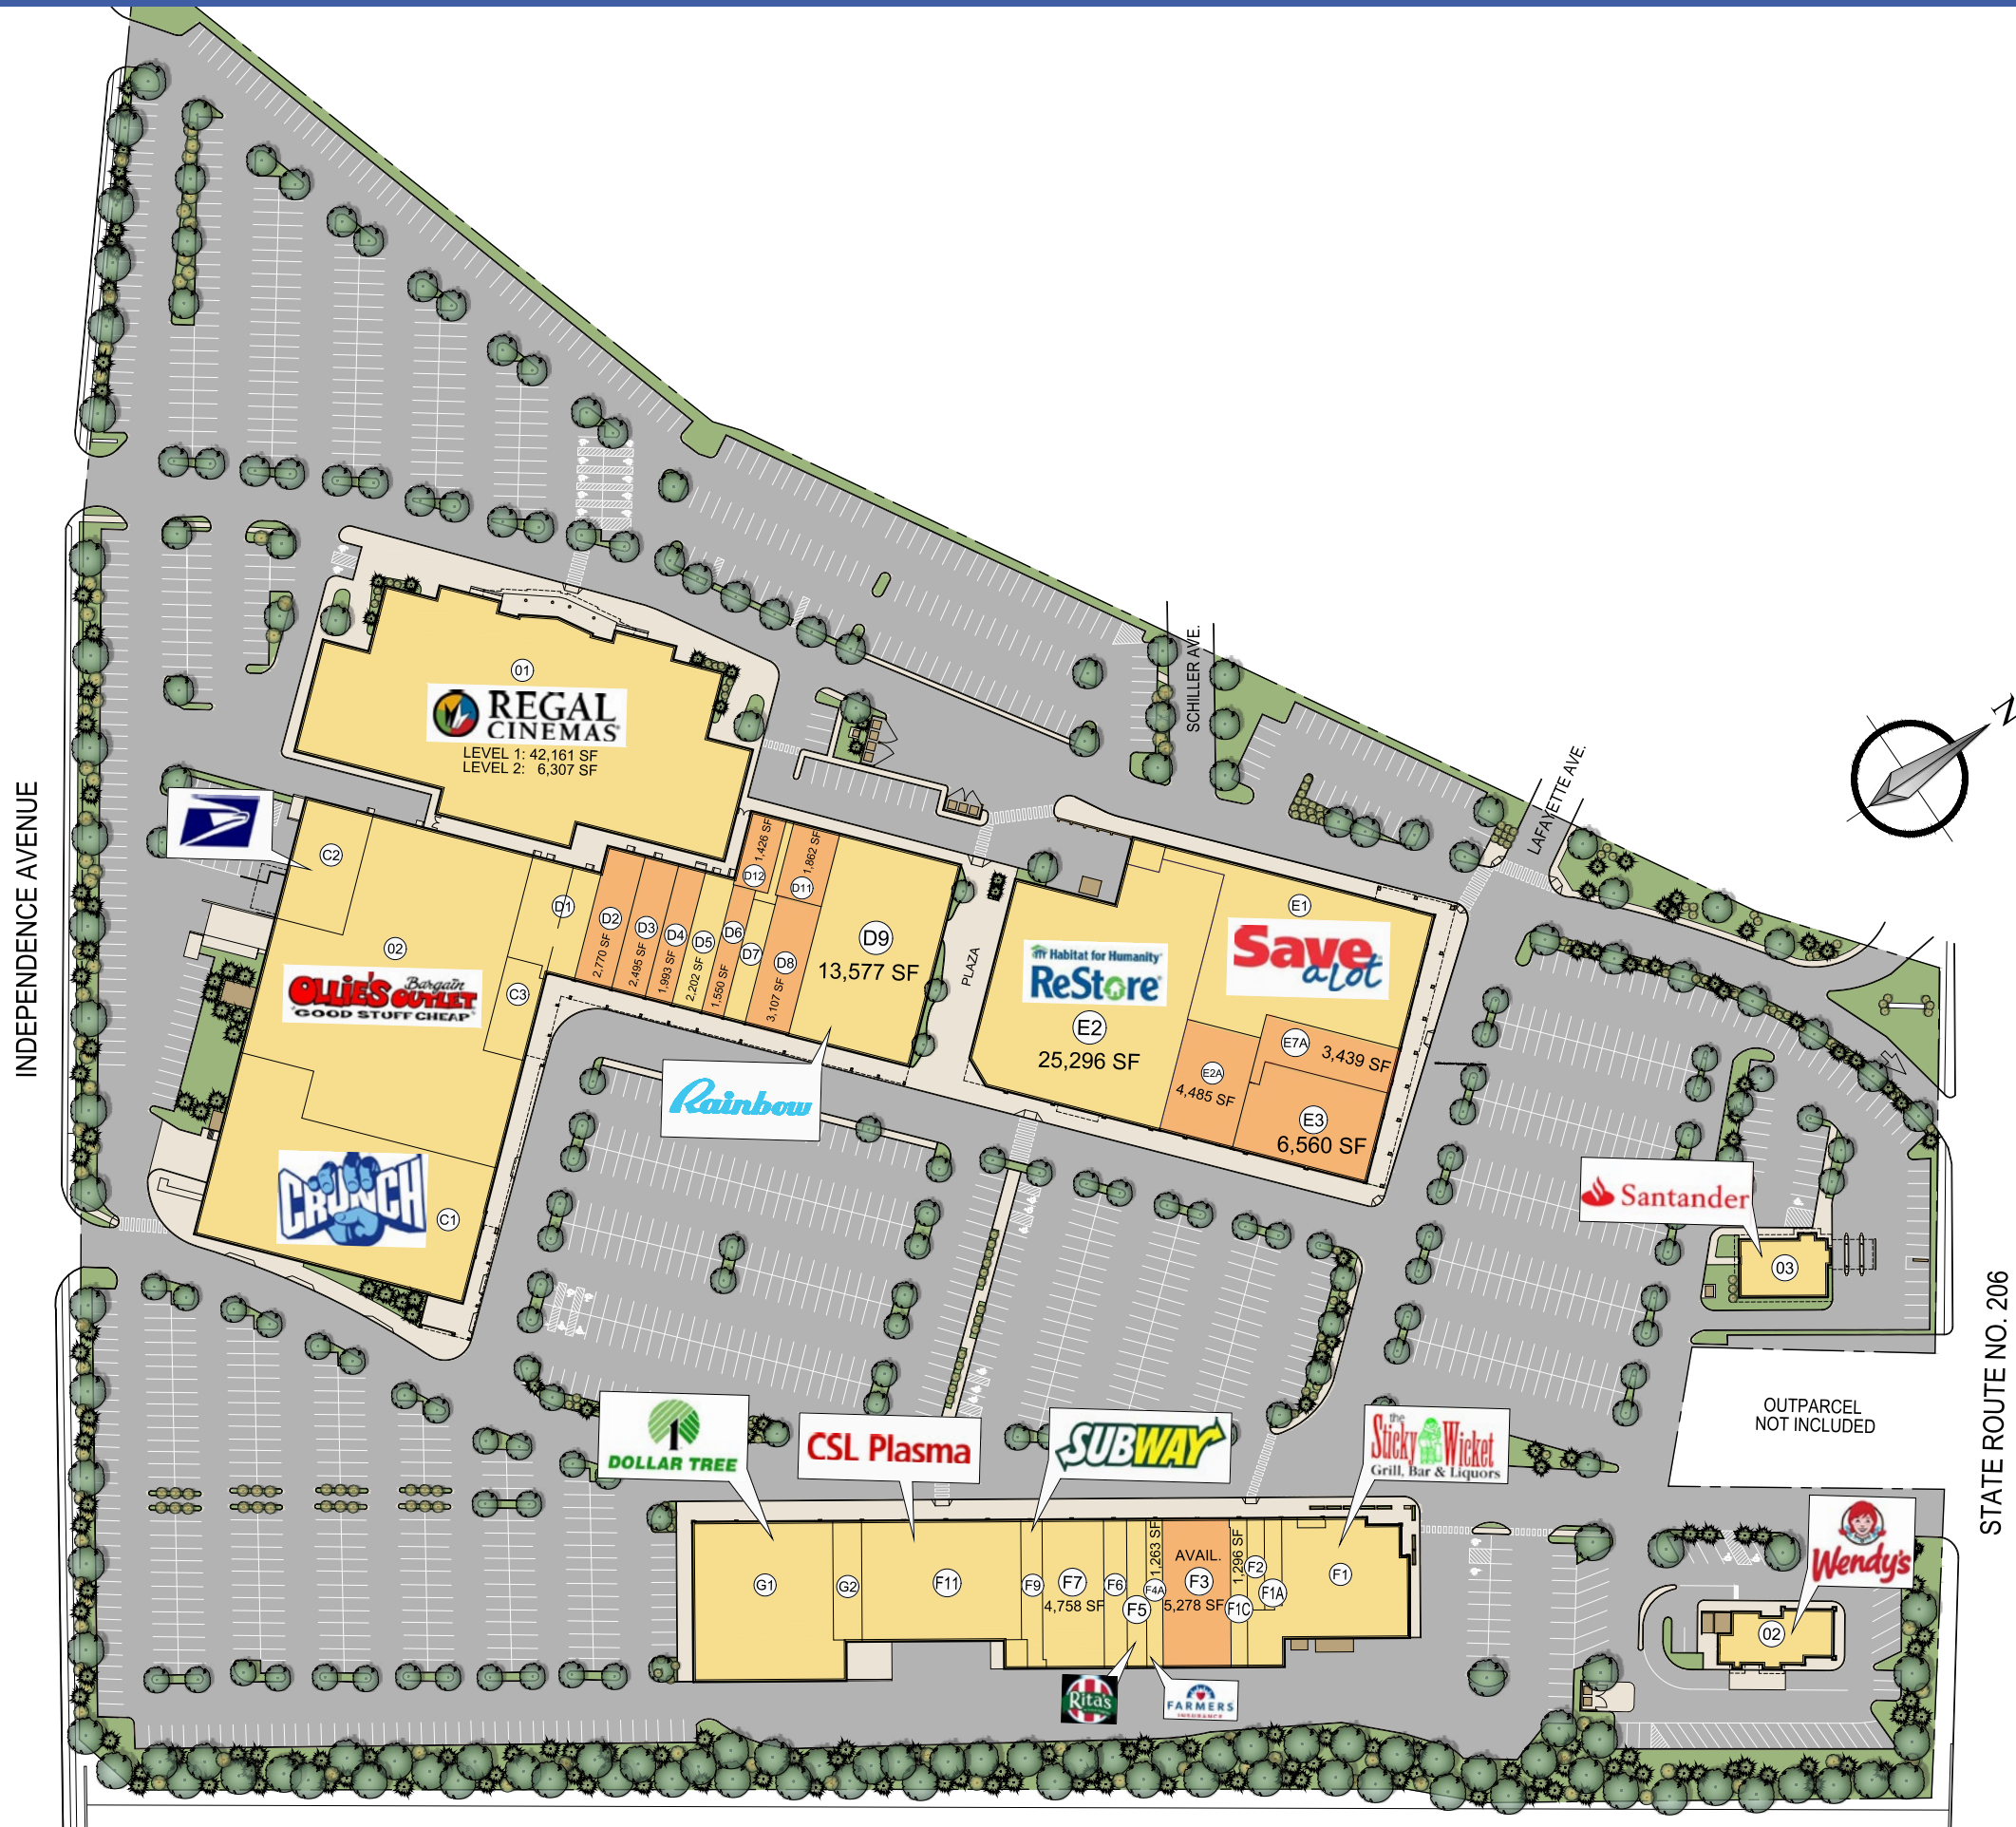 N
SCHILLER AVE.
LAFAYETTE AVE.
INDEPENDENCE AVENUE
STATE ROUTE NO. 206
01
REGAL
CINEMAS
LEVEL 1: 42,161 SF
LEVEL 2: 6,307 SF
C2
02
OLLIE'S Bargain
OUTLET
"GOOD STUFF CHEAP"
C3
CRUNCH
C1
D1
D2
2,770 SF
D3
2,495 SF
D4
1,993 SF
D5
2,202 SF
D6
1,550 SF
D7
D8
3,107 SF
D12
1,426 SF
D11
1,862 SF
D9
13,577 SF
Rainbow
PLAZA
Habitat for Humanity
ReStore
E2
25,296 SF
E1
Save
a Lot
E7A
3,439 SF
E2A
4,485 SF
E3
6,560 SF
Santander
03
OUTPARCEL
NOT INCLUDED
1
DOLLAR TREE
CSL Plasma
SUBWAY
the
Sticky Wicket
Grill, Bar & Liquors
Wendy's
02
G1
G2
F11
F9
F7
4,758 SF
F6
F5
F4A
1,263 SF
AVAIL.
F3
5,278 SF
1,296 SF
F1C
F2
F1A
F1
Rita's
FARMERS
INSURANCE